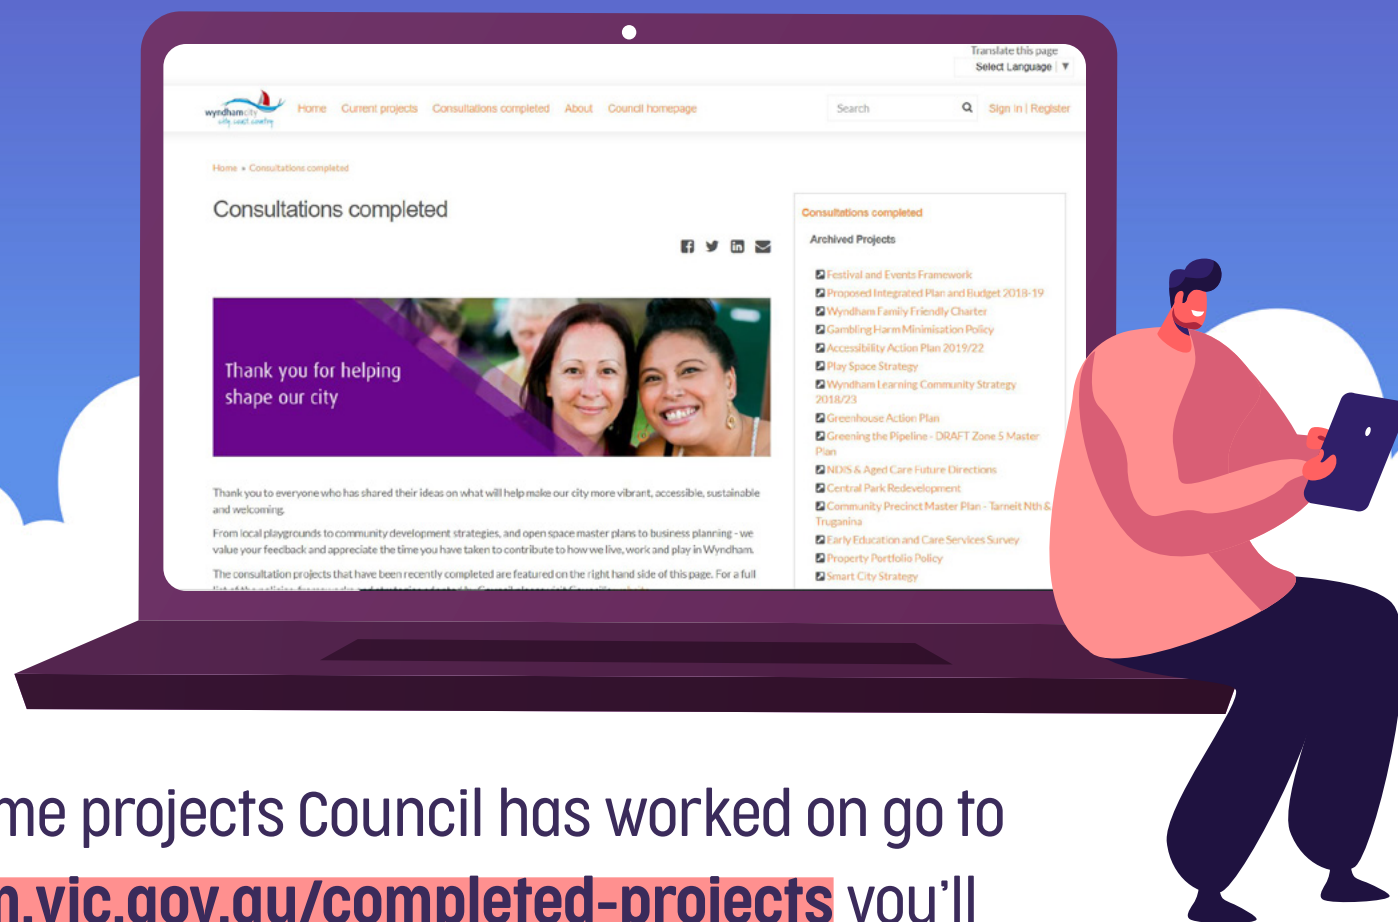 Translate this page
Select Language ▼
wyndhamcity
city. coast. country
Home Current projects Consultations completed About Council homepage
Search
Sign In | Register
Home » Consultations completed
Consultations completed
Thank you for helping
shape our city
Thank you to everyone who has shared their ideas on what will help make our city more vibrant, accessible, sustainable
and welcoming.
From local playgrounds to community development strategies, and open space master plans to business planning - we
value your feedback and appreciate the time you have taken to contribute to how we live, work and play in Wyndham.
The consultation projects that have been recently completed are featured on the right hand side of this page. For a full
Consultations completed
Archived Projects
Festival and Events Framework
Proposed Integrated Plan and Budget 2018-19
Wyndham Family Friendly Charter
Gambling Harm Minimisation Policy
Accessibility Action Plan 2019/22
Play Space Strategy
Wyndham Learning Community Strategy
2018/23
Greenhouse Action Plan
Greening the Pipeline - DRAFT Zone 5 Master
Plan
NDIS & Aged Care Future Directions
Central Park Redevelopment
Community Precinct Master Plan - Tarneit Nth &
Truganina
Early Education and Care Services Survey
Property Portfolio Policy
Smart City Strategy
me projects Council has worked on go to
.vic.gov.au/completed-projects you'll